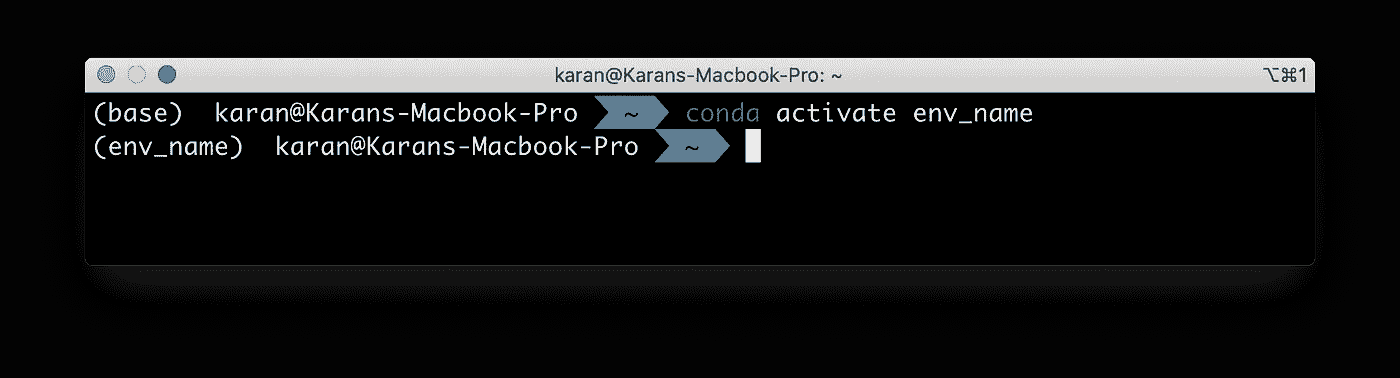 karan@Karans-Macbook-Pro: ~ ⌥⌘1
(base) karan@Karans-Macbook-Pro ~ conda activate env_name
(env_name) karan@Karans-Macbook-Pro ~